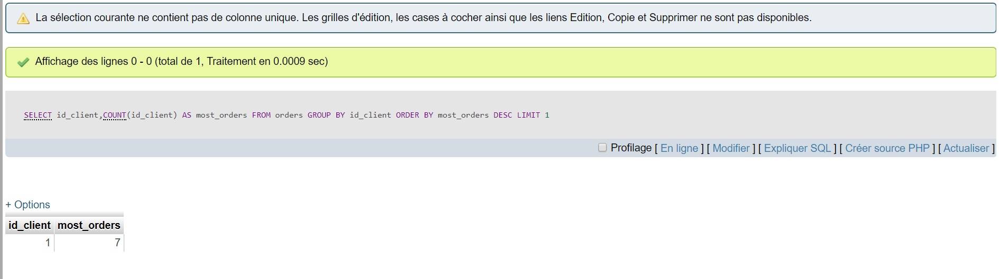 La sélection courante ne contient pas de colonne unique. Les grilles d'édition, les cases à cocher ainsi que les liens Edition, Copie et Supprimer ne sont pas disponibles.
Affichage des lignes 0 - 0 (total de 1, Traitement en 0.0009 sec)
SELECT id_client,COUNT(id_client) AS most_orders FROM orders GROUP BY id_client ORDER BY most_orders DESC LIMIT 1
Profilage [ En ligne ] [ Modifier ] [ Expliquer SQL ] [ Créer source PHP ] [ Actualiser ]
+ Options
id_client most_orders
1 7